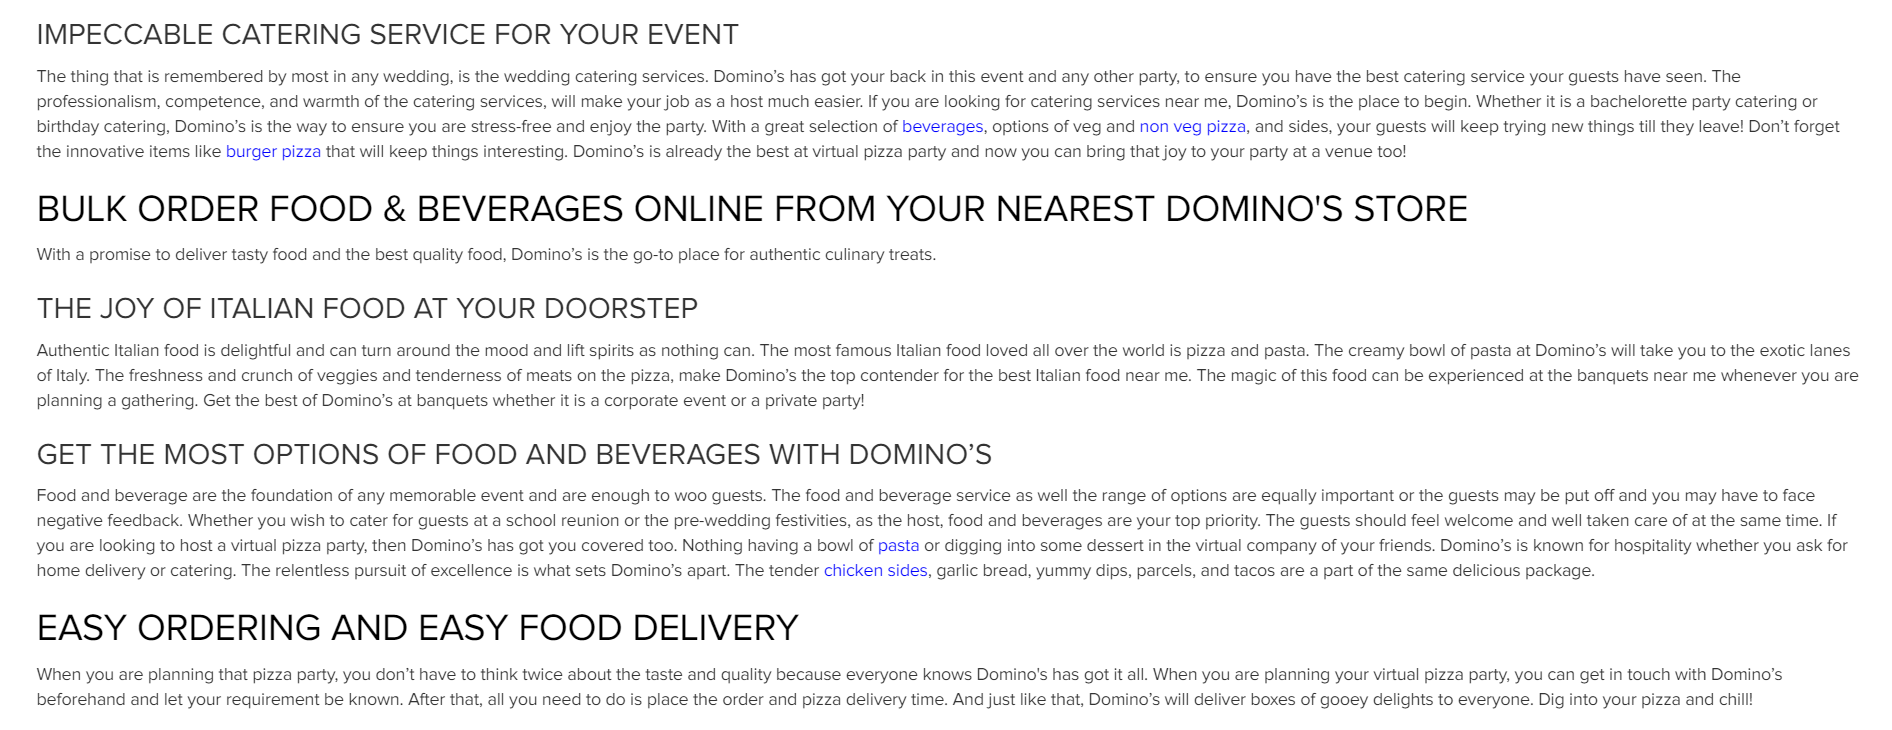 IMPECCABLE CATERING SERVICE FOR YOUR EVENT
The thing that is remembered by most in any wedding, is the wedding catering services. Domino’s has got your back in this event and any other party, to ensure you have the best catering service your guests have seen. The
professionalism, competence, and warmth of the catering services, will make your job as a host much easier. If you are looking for catering services near me, Domino’s is the place to begin. Whether it is a bachelorette party catering or
birthday catering, Domino’s is the way to ensure you are stress-free and enjoy the party. With a great selection of beverages, options of veg and non veg pizza, and sides, your guests will keep trying new things till they leave! Don’t forget
the innovative items like burger pizza that will keep things interesting. Domino’s is already the best at virtual pizza party and now you can bring that joy to your party at a venue too!
BULK ORDER FOOD & BEVERAGES ONLINE FROM YOUR NEAREST DOMINO'S STORE
With a promise to deliver tasty food and the best quality food, Domino’s is the go-to place for authentic culinary treats.
THE JOY OF ITALIAN FOOD AT YOUR DOORSTEP
Authentic Italian food is delightful and can turn around the mood and lift spirits as nothing can. The most famous Italian food loved all over the world is pizza and pasta. The creamy bowl of pasta at Domino’s will take you to the exotic lanes
of Italy. The freshness and crunch of veggies and tenderness of meats on the pizza, make Domino’s the top contender for the best Italian food near me. The magic of this food can be experienced at the banquets near me whenever you are
planning a gathering. Get the best of Domino’s at banquets whether it is a corporate event or a private party!
GET THE MOST OPTIONS OF FOOD AND BEVERAGES WITH DOMINO’S
Food and beverage are the foundation of any memorable event and are enough to woo guests. The food and beverage service as well the range of options are equally important or the guests may be put off and you may have to face
negative feedback. Whether you wish to cater for guests at a school reunion or the pre-wedding festivities, as the host, food and beverages are your top priority. The guests should feel welcome and well taken care of at the same time. If
you are looking to host a virtual pizza party, then Domino’s has got you covered too. Nothing having a bowl of pasta or digging into some dessert in the virtual company of your friends. Domino’s is known for hospitality whether you ask for
home delivery or catering. The relentless pursuit of excellence is what sets Domino’s apart. The tender chicken sides, garlic bread, yummy dips, parcels, and tacos are a part of the same delicious package.
EASY ORDERING AND EASY FOOD DELIVERY
When you are planning that pizza party, you don’t have to think twice about the taste and quality because everyone knows Domino's has got it all. When you are planning your virtual pizza party, you can get in touch with Domino’s
beforehand and let your requirement be known. After that, all you need to do is place the order and pizza delivery time. And just like that, Domino’s will deliver boxes of gooey delights to everyone. Dig into your pizza and chill!